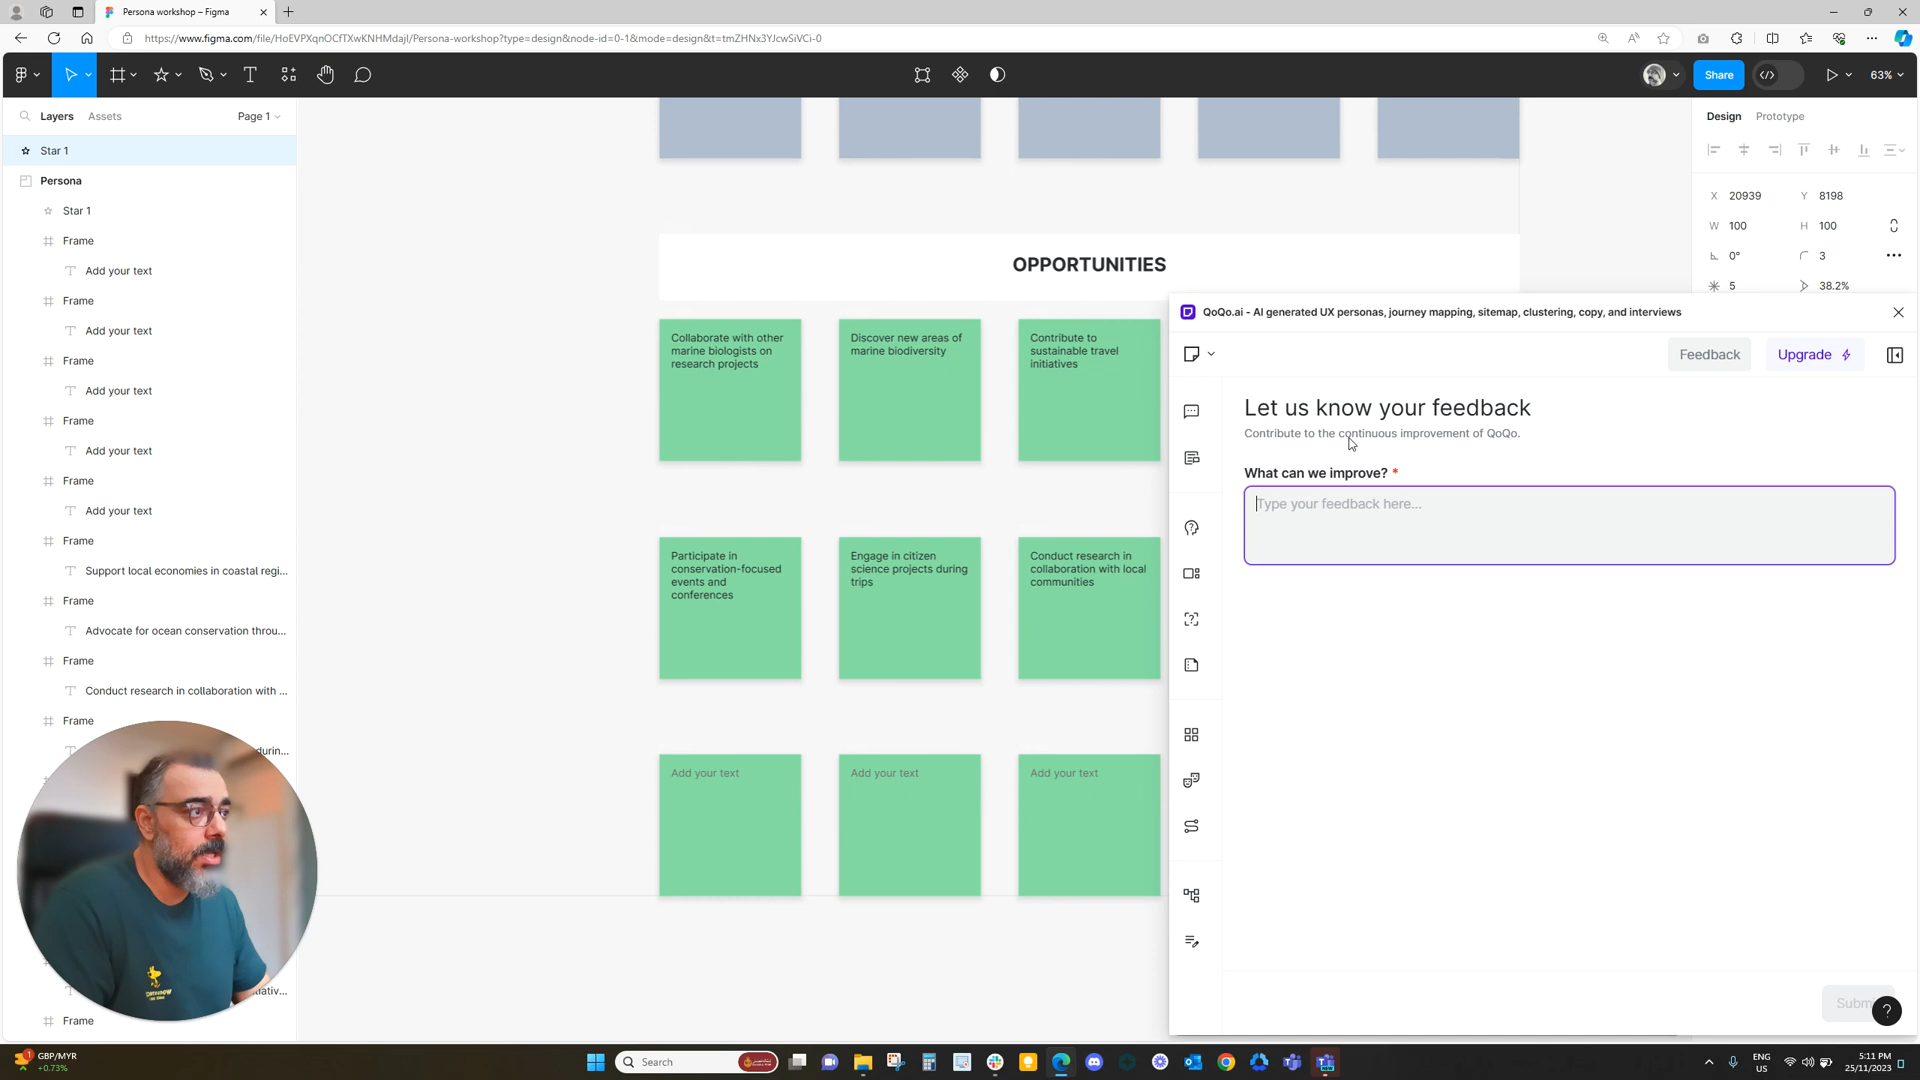 Persona workshop – Figma
https://www.figma.com/file/HoEVPXqnOCfTXwKNHMdajI/Persona-workshop?type=design&node-id=0-1&mode=design&t=tmZHNx3YJcwSiVCi-0
Share
63%
Layers
Assets
Page 1
Design
Prototype
Star 1
Persona
Star 1
Frame
Add your text
Frame
Add your text
Frame
Add your text
Frame
Add your text
Frame
Add your text
Frame
Support local economies in coastal regi...
Frame
Advocate for ocean conservation throu...
Frame
Conduct research in collaboration with ...
Frame
durin...
iativ...
Frame
X 20939
Y 8198
W 100
H 100
0°
3
5
38.2%
OPPORTUNITIES
Collaborate with other
marine biologists on
research projects
Discover new areas of
marine biodiversity
Contribute to
sustainable travel
initiatives
Participate in
conservation-focused
events and
conferences
Engage in citizen
science projects during
trips
Conduct research in
collaboration with local
communities
Add your text
Add your text
Add your text
QoQo.ai - AI generated UX personas, journey mapping, sitemap, clustering, copy, and interviews
Feedback
Upgrade
Let us know your feedback
Contribute to the continuous improvement of QoQo.
What can we improve? *
Type your feedback here...
Subm
?
1
GBP/MYR
+0.73%
Search
ENG
US
5:11 PM
25/11/2023